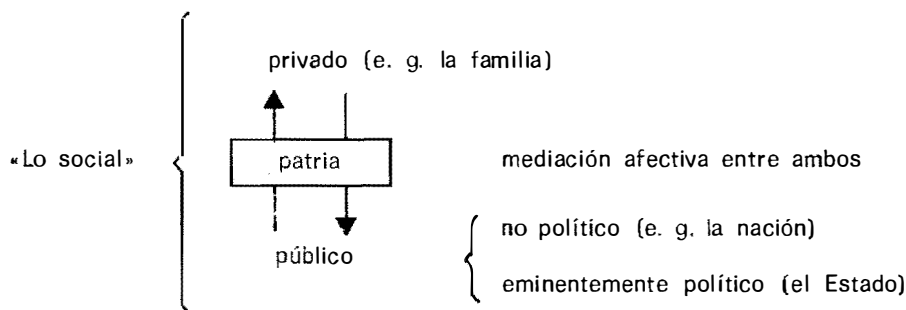 privado (e. g. la familia)
«Lo social» patria mediación afectiva entre ambos
no político (e. g. la nación)
público
eminentemente político (el Estado)